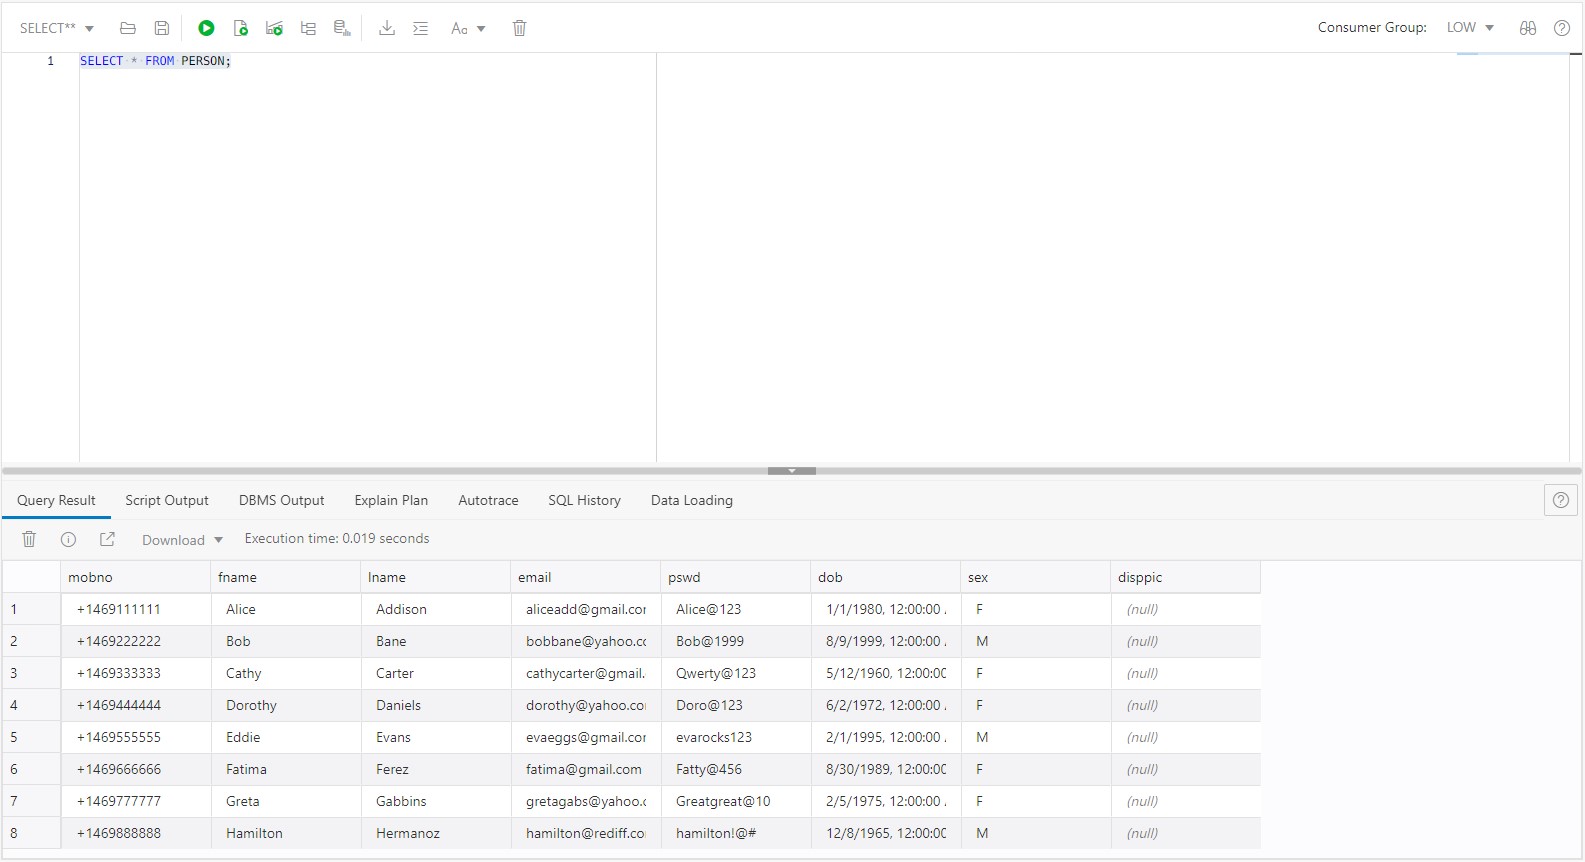 SELECT** Aa Consumer Group: LOW
1 SELECT * FROM PERSON;
Query Result Script Output DBMS Output Explain Plan Autotrace SQL History Data Loading
Download Execution time: 0.019 seconds
mobno fname lname email pswd dob sex disppic
1 +1469111111 Alice Addison aliceadd@gmail.com Alice@123 1/1/1980, 12:00:00 F (null)
2 +1469222222 Bob Bane bobbane@yahoo.co Bob@1999 8/9/1999, 12:00:00 M (null)
3 +1469333333 Cathy Carter cathycarter@gmail. Qwerty@123 5/12/1960, 12:00:00 F (null)
4 +1469444444 Dorothy Daniels dorothy@yahoo.com Doro@123 6/2/1972, 12:00:00 F (null)
5 +1469555555 Eddie Evans evaeggs@gmail.com evarocks123 2/1/1995, 12:00:00 M (null)
6 +1469666666 Fatima Ferez fatima@gmail.com Fatty@456 8/30/1989, 12:00:00 F (null)
7 +1469777777 Greta Gabbins gretagabs@yahoo.c Greatgreat@10 2/5/1975, 12:00:00 F (null)
8 +1469888888 Hamilton Hermanoz hamilton@rediff.co hamilton!@# 12/8/1965, 12:00:00 M (null)